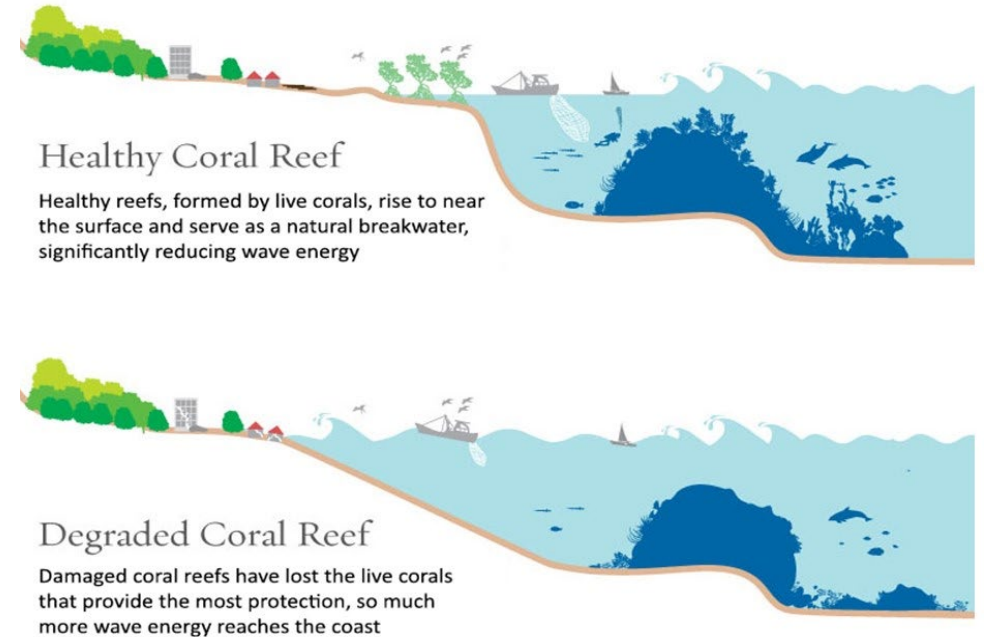 Healthy Coral Reef
Healthy reefs, formed by live corals, rise to near
the surface and serve as a natural breakwater,
significantly reducing wave energy
Degraded Coral Reef
Damaged coral reefs have lost the live corals
that provide the most protection, so much
more wave energy reaches the coast